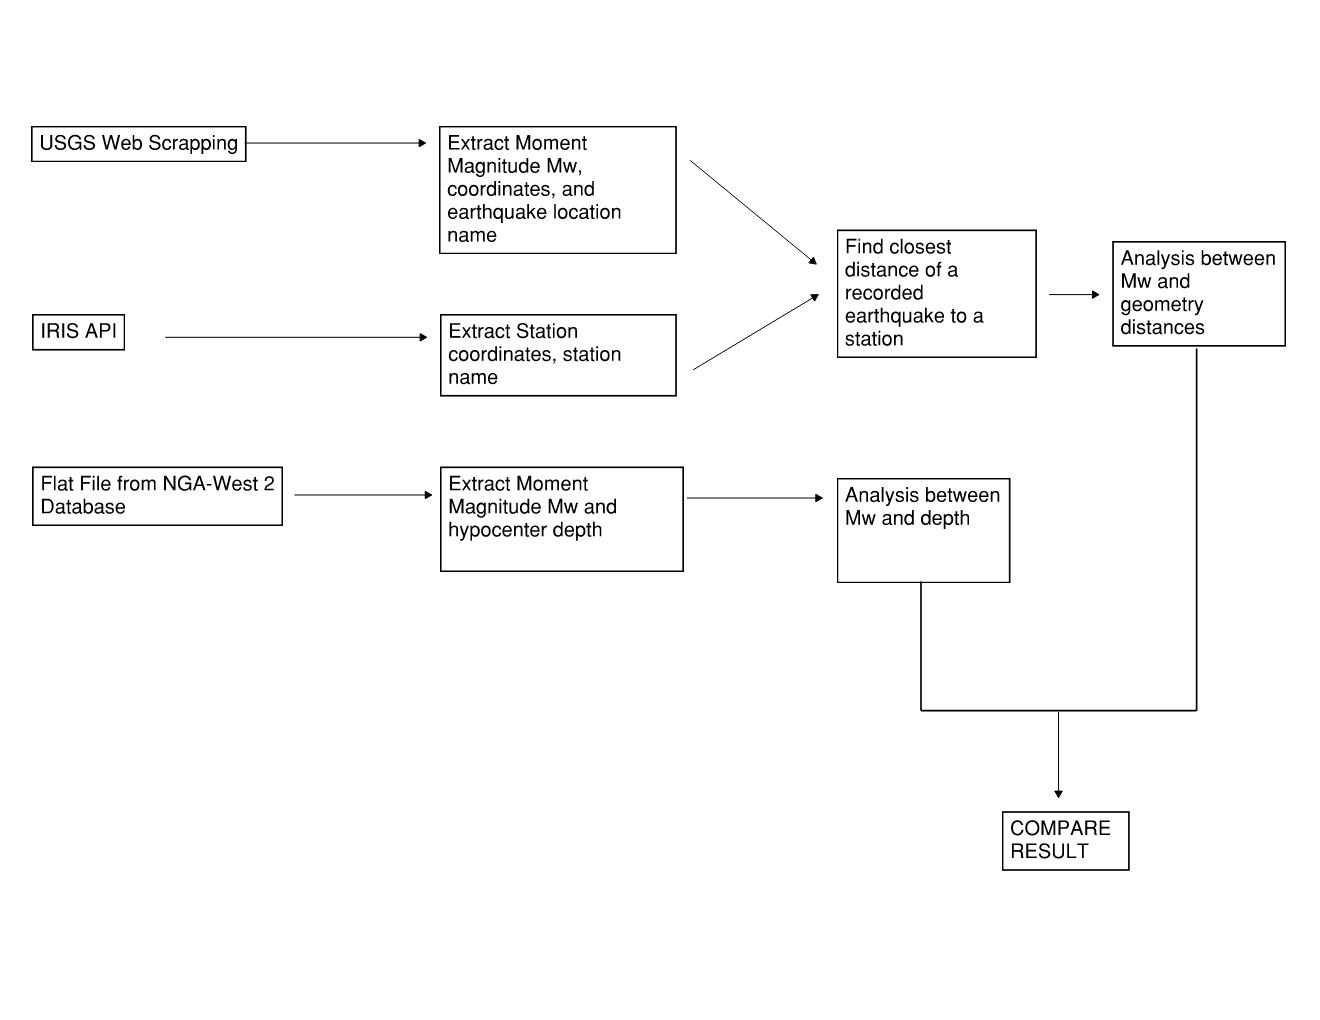 USGS Web Scrapping
Extract Moment
Magnitude Mw,
coordinates, and
earthquake location
name
IRIS API
Extract Station
coordinates, station
name
Find closest
distance of a
recorded
earthquake to a
station
Analysis between
Mw and
geometry
distances
Flat File from NGA-West 2
Database
Extract Moment
Magnitude Mw and
hypocenter depth
Analysis between
Mw and depth
COMPARE
RESULT